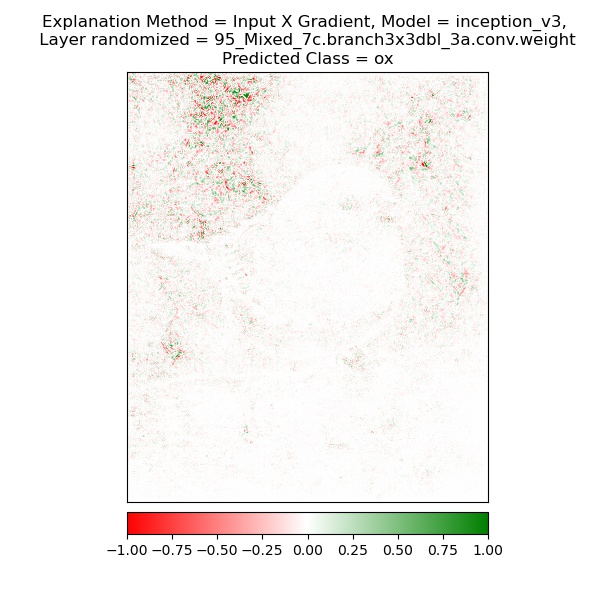 Explanation Method = Input X Gradient, Model = inception_v3,
Layer randomized = 95_Mixed_7c.branch3x3dbl_3a.conv.weight
Predicted Class = ox
−1.00 −0.75 −0.50 −0.25 0.00 0.25 0.50 0.75 1.00